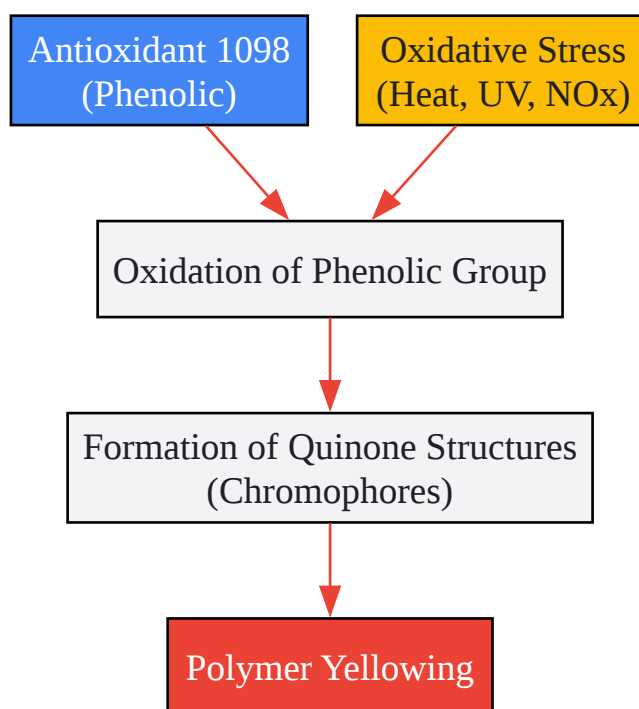 Antioxidant 1098
(Phenolic)
Oxidative Stress
(Heat, UV, NOx)
Oxidation of Phenolic Group
Formation of Quinone Structures
(Chromophores)
Polymer Yellowing